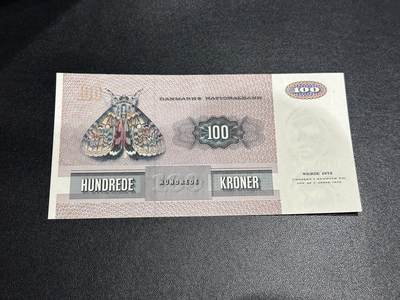 100
DANMARKS NATIONALBANK
100
100
HUNDREDE
HUNDREDE
KRONER
SERIE 1972